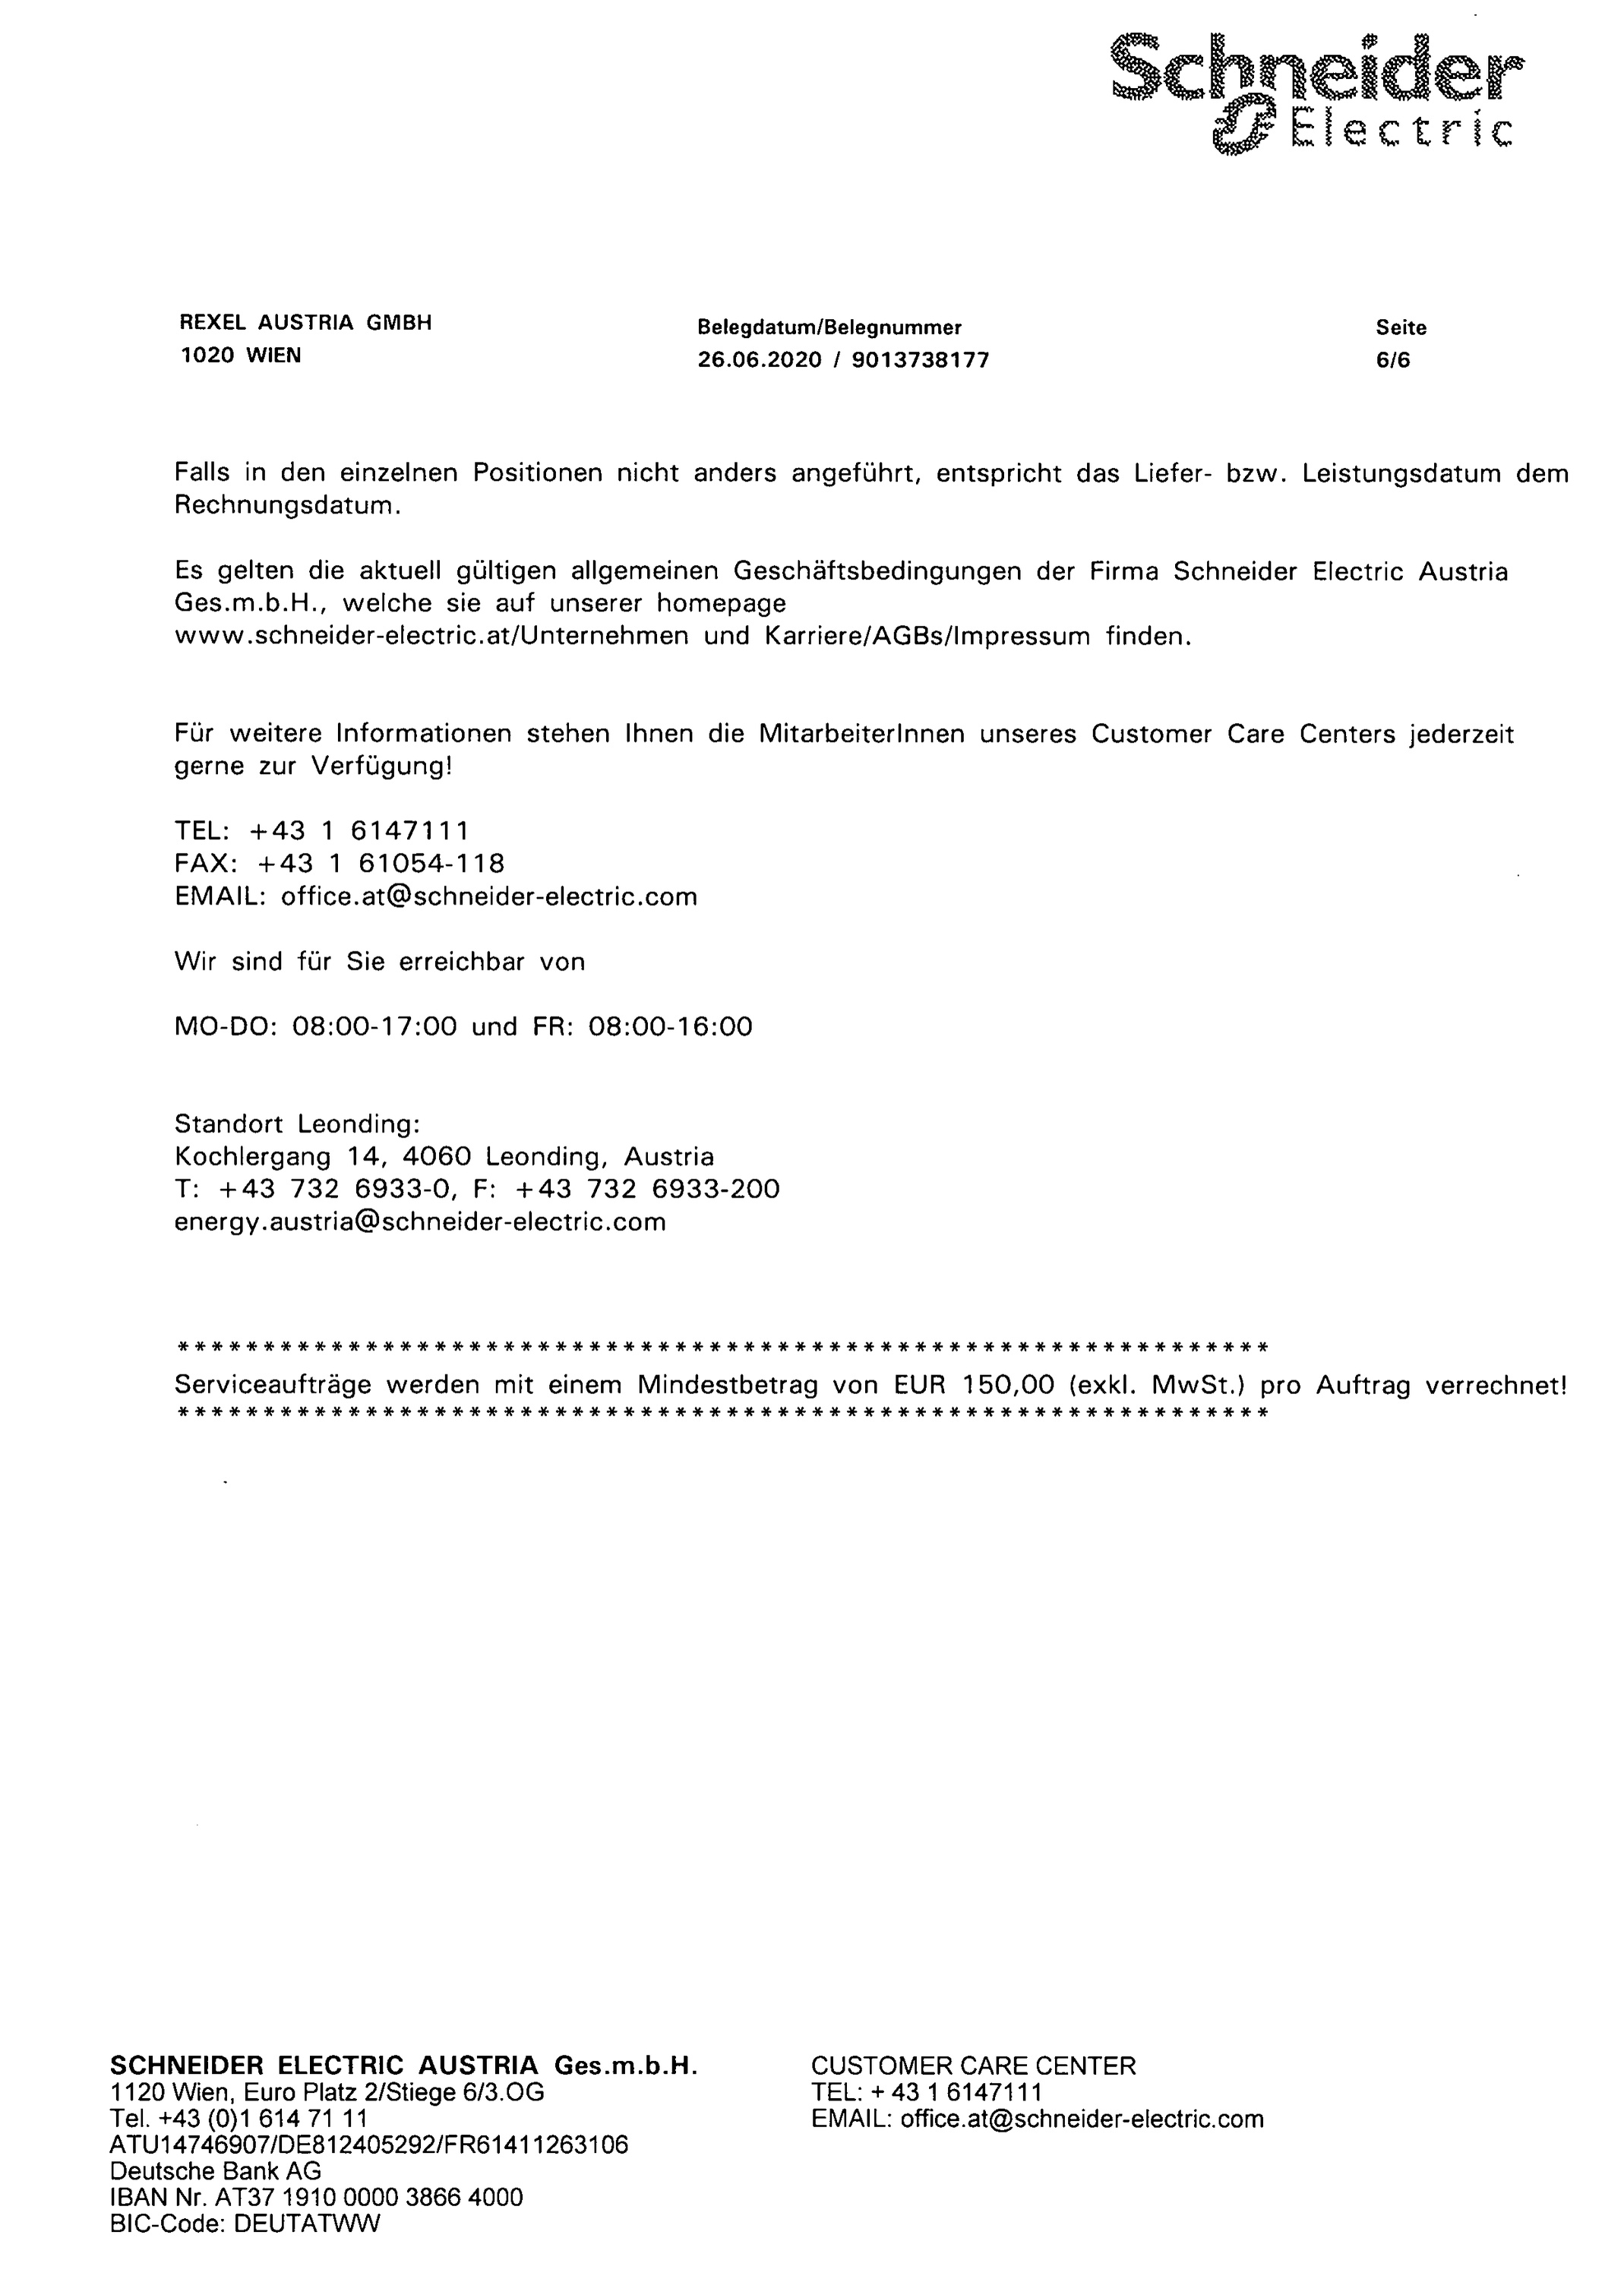 Schneider
Electric
REXEL AUSTRIA GMBH
1020 WIEN
Belegdatum/Belegnummer
26.06.2020 / 9013738177
Seite
6/6
Falls in den einzelnen Positionen nicht anders angeführt, entspricht das Liefer- bzw. Leistungsdatum dem
Rechnungsdatum.
Es gelten die aktuell gültigen allgemeinen Geschäftsbedingungen der Firma Schneider Electric Austria
Ges.m.b.H., welche sie auf unserer homepage
www.schneider-electric.at/Unternehmen und Karriere/AGBs/Impressum finden.
Für weitere Informationen stehen Ihnen die MitarbeiterInnen unseres Customer Care Centers jederzeit
gerne zur Verfügung!
TEL: +43 1 6147111
FAX: +43 1 61054-118
EMAIL: office.at@schneider-electric.com
Wir sind für Sie erreichbar von
MO-DO: 08:00-17:00 und FR: 08:00-16:00
Standort Leonding:
Kochlergang 14, 4060 Leonding, Austria
T: +43 732 6933-0, F: +43 732 6933-200
energy.austria@schneider-electric.com
****************************************************************
Serviceaufträge werden mit einem Mindestbetrag von EUR 150,00 (exkl. MwSt.) pro Auftrag verrechnet!
****************************************************************
SCHNEIDER ELECTRIC AUSTRIA Ges.m.b.H.
1120 Wien, Euro Platz 2/Stiege 6/3.OG
Tel. +43 (0)1 614 71 11
ATU14746907/DE812405292/FR61411263106
Deutsche Bank AG
IBAN Nr. AT37 1910 0000 3866 4000
BIC-Code: DEUTATWW
CUSTOMER CARE CENTER
TEL: + 43 1 6147111
EMAIL: office.at@schneider-electric.com